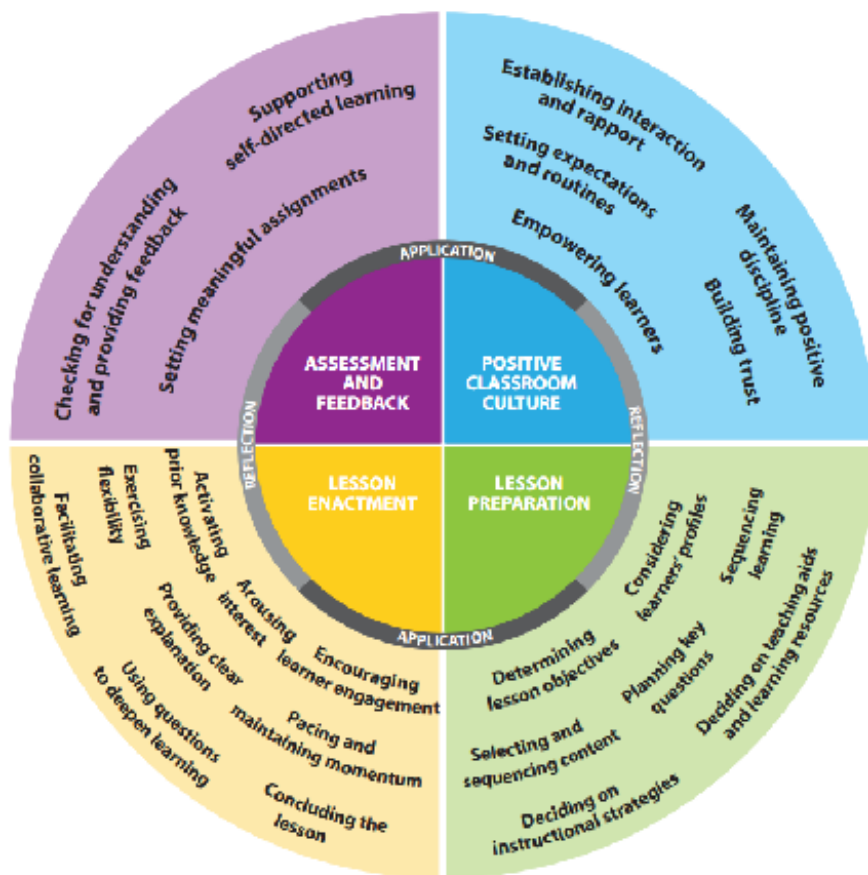 Supporting
self-directed learning
Checking for understanding
and providing feedback
Setting meaningful assignments
Establishing interaction
and rapport
Setting expectations
and routines
Empowering learners
Maintaining positive
discipline
Building trust
APPLICATION
REFLECTION
REFLECTION
APPLICATION
ASSESSMENT
AND
FEEDBACK
POSITIVE
CLASSROOM
CULTURE
LESSON
ENACTMENT
LESSON
PREPARATION
Activating
prior knowledge
Exercising
flexibility
Facilitating
collaborative learning
Arousing
interest
Providing clear
explanation
Using questions
to deepen learning
Encouraging
learner engagement
Pacing and
maintaining momentum
Concluding the
lesson
Considering
learners' profiles
Sequencing
learning
Determining
lesson objectives
Planning key
questions
Deciding on teaching aids
and learning resources
Selecting and
sequencing content
Deciding on
instructional strategies